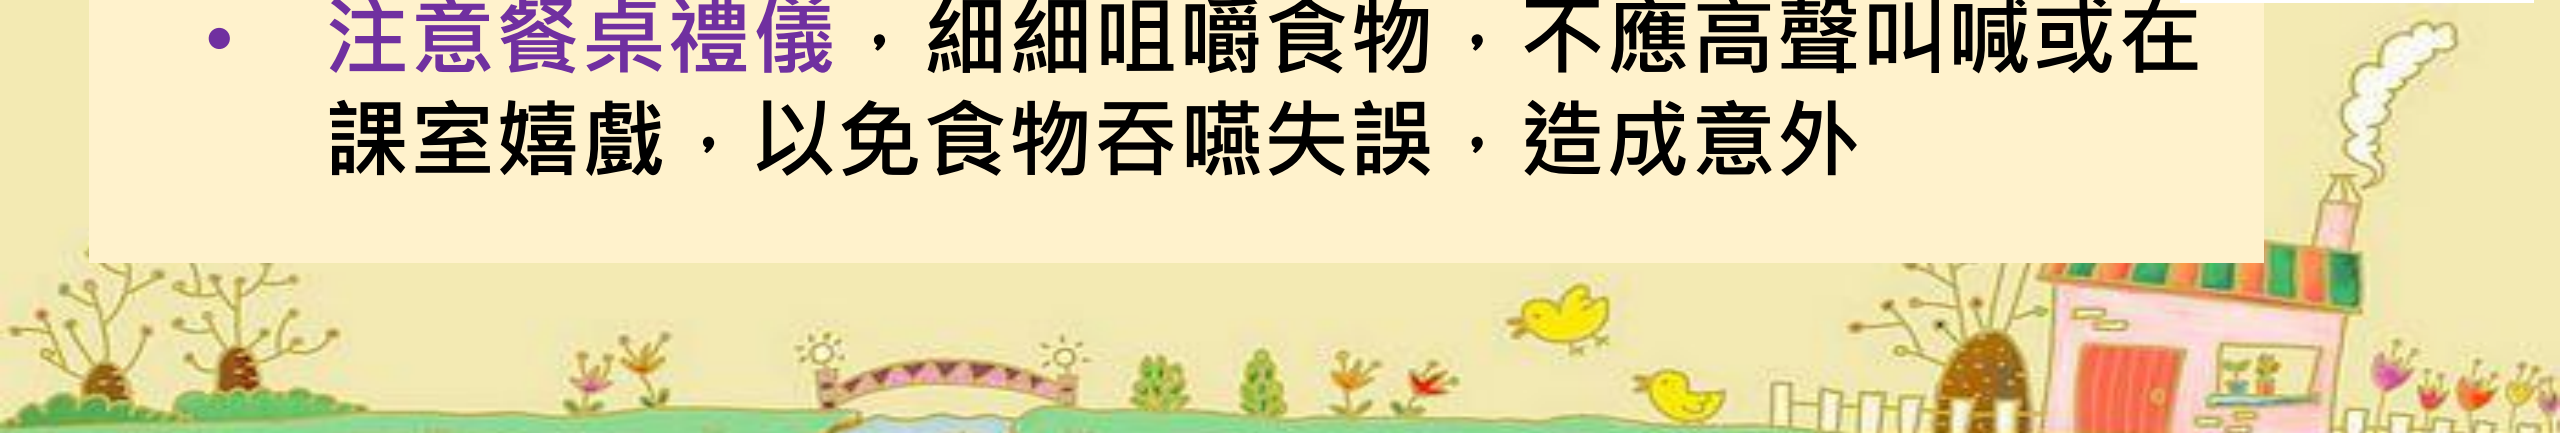 • 注意餐桌禮儀，細細咀嚼食物，不應高聲叫喊或在
課室嬉戲，以免食物吞嚥失誤，造成意外